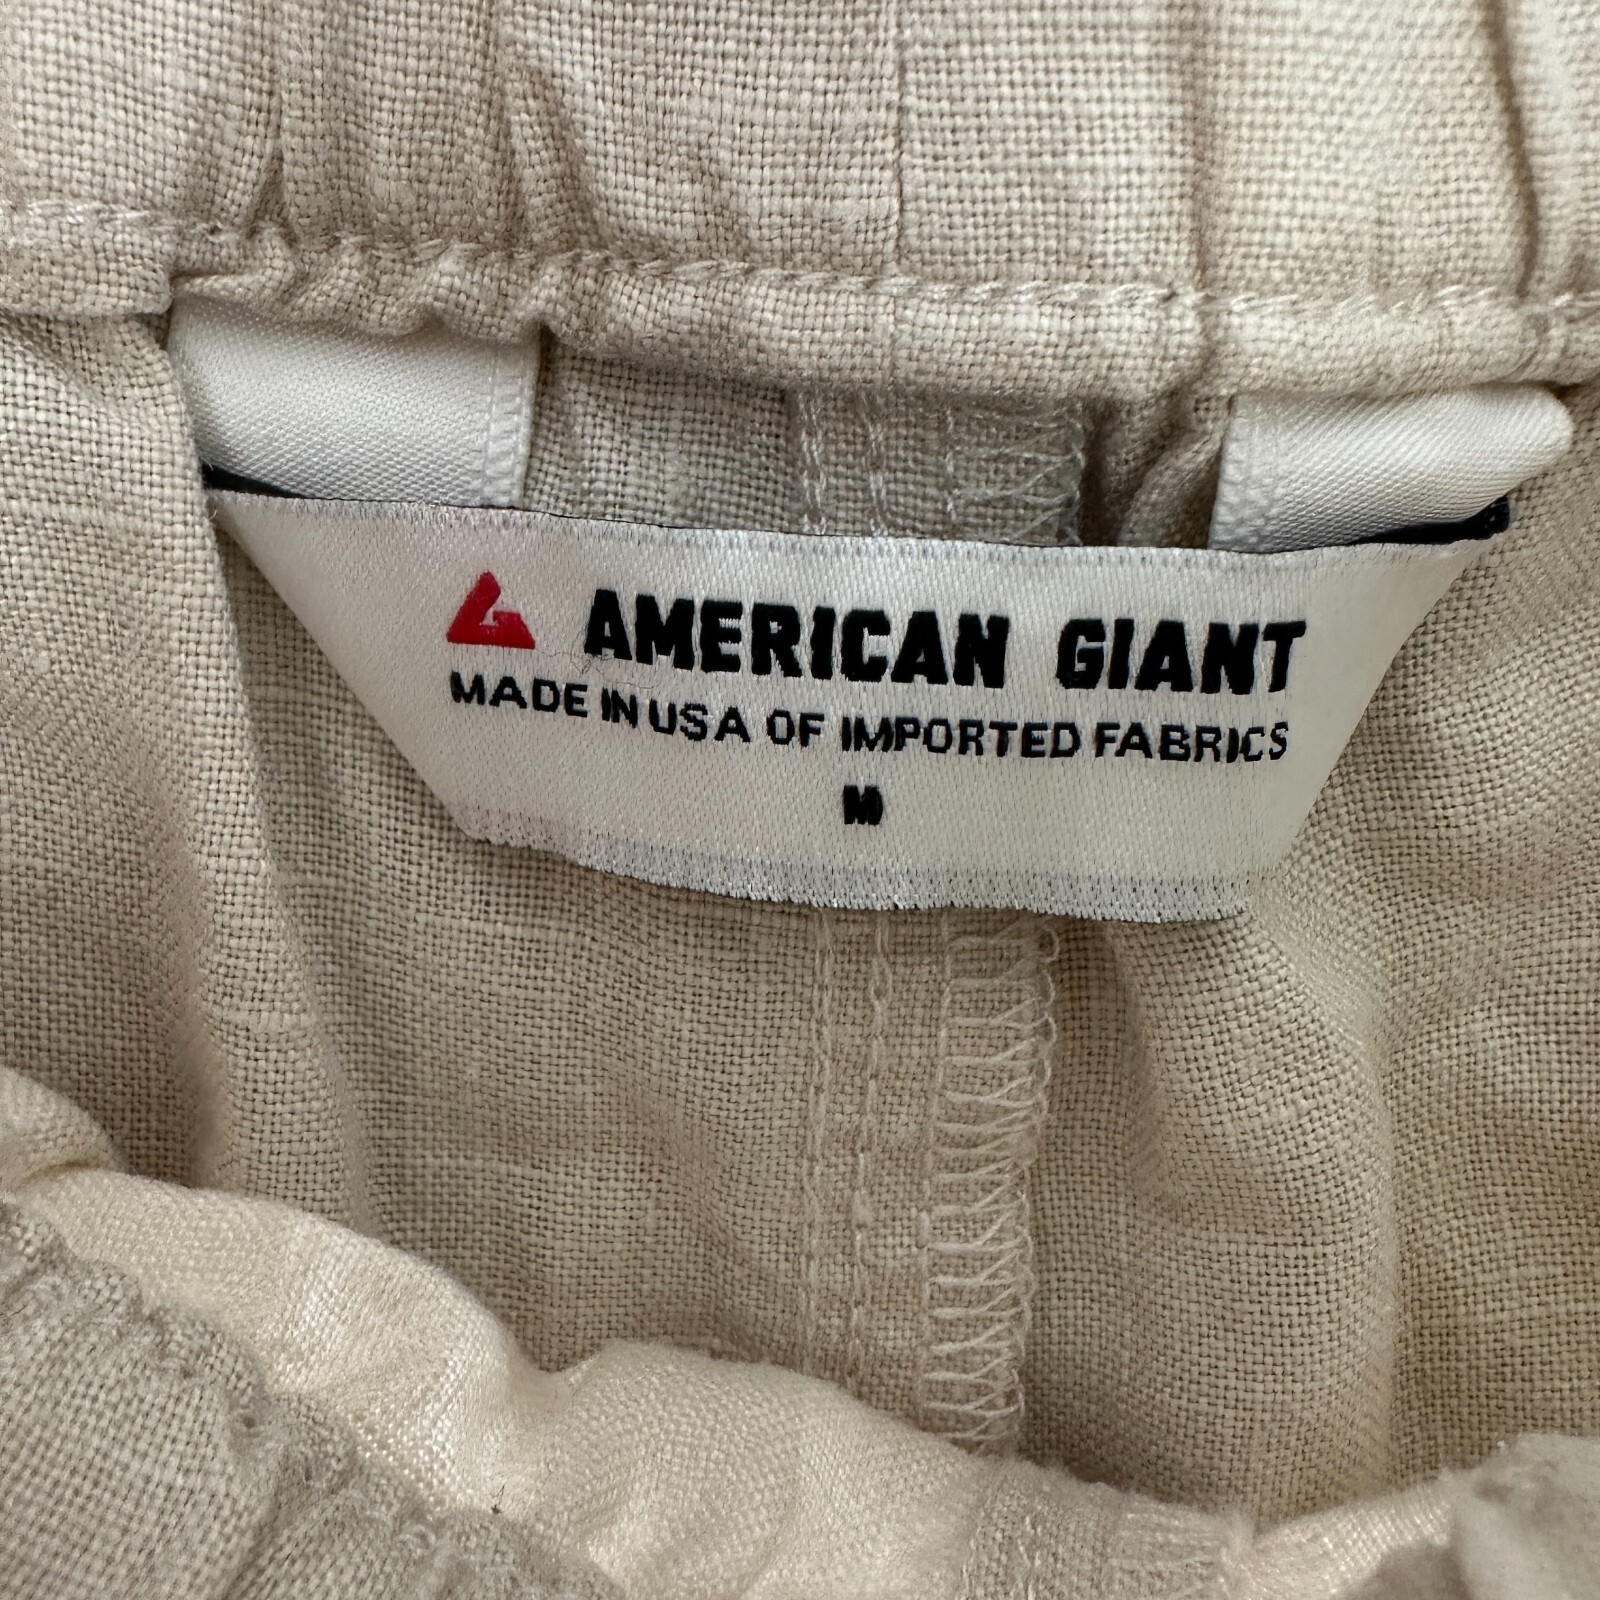 AMERICAN GIANT
MADE IN USA OF IMPORTED FABRICS
M